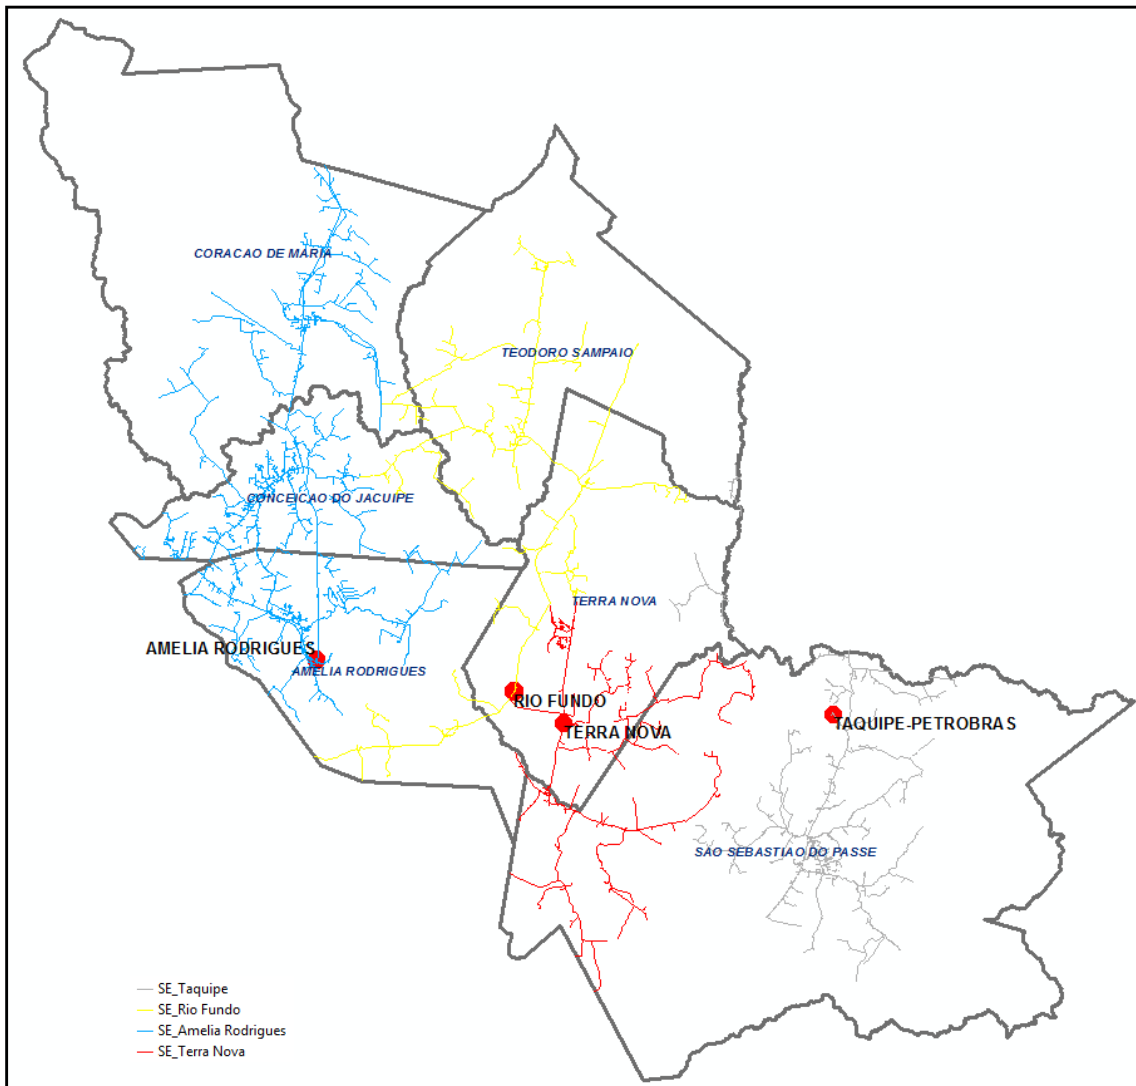 CORACAO DE MARIA
TEODORO SAMPAIO
CONCEICAO DO JACUIPE
TERRA NOVA
AMELIA RODRIGUES
AMELIA RODRIGUES
RIO FUNDO
TERRA NOVA
TAQUIPE-PETROBRAS
SAO SEBASTIAO DO PASSE
SE_Taquipe
SE_Rio Fundo
SE_Amelia Rodrigues
SE_Terra Nova